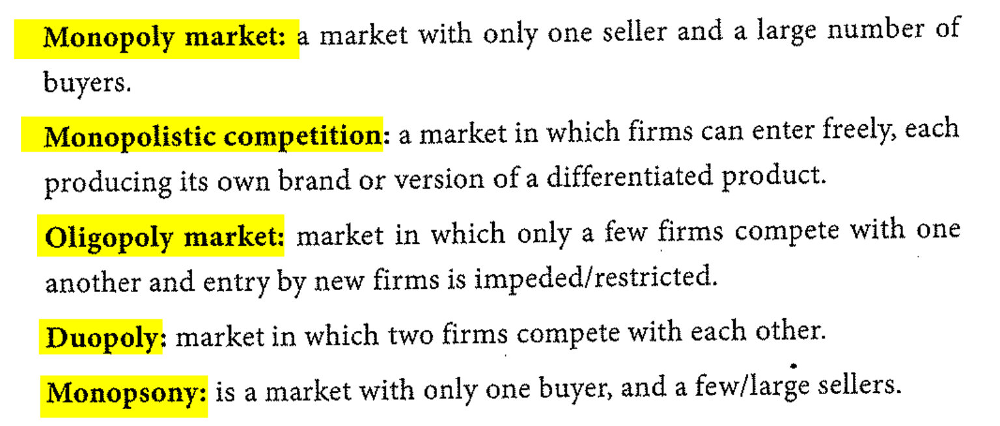 Monopoly market: a market with only one seller and a large number of
buyers.
Monopolistic competition: a market in which firms can enter freely, each
producing its own brand or version of a differentiated product.
Oligopoly market: market in which only a few firms compete with one
another and entry by new firms is impeded/restricted.
Duopoly: market in which two firms compete with each other.
Monopsony: is a market with only one buyer, and a few/large sellers.